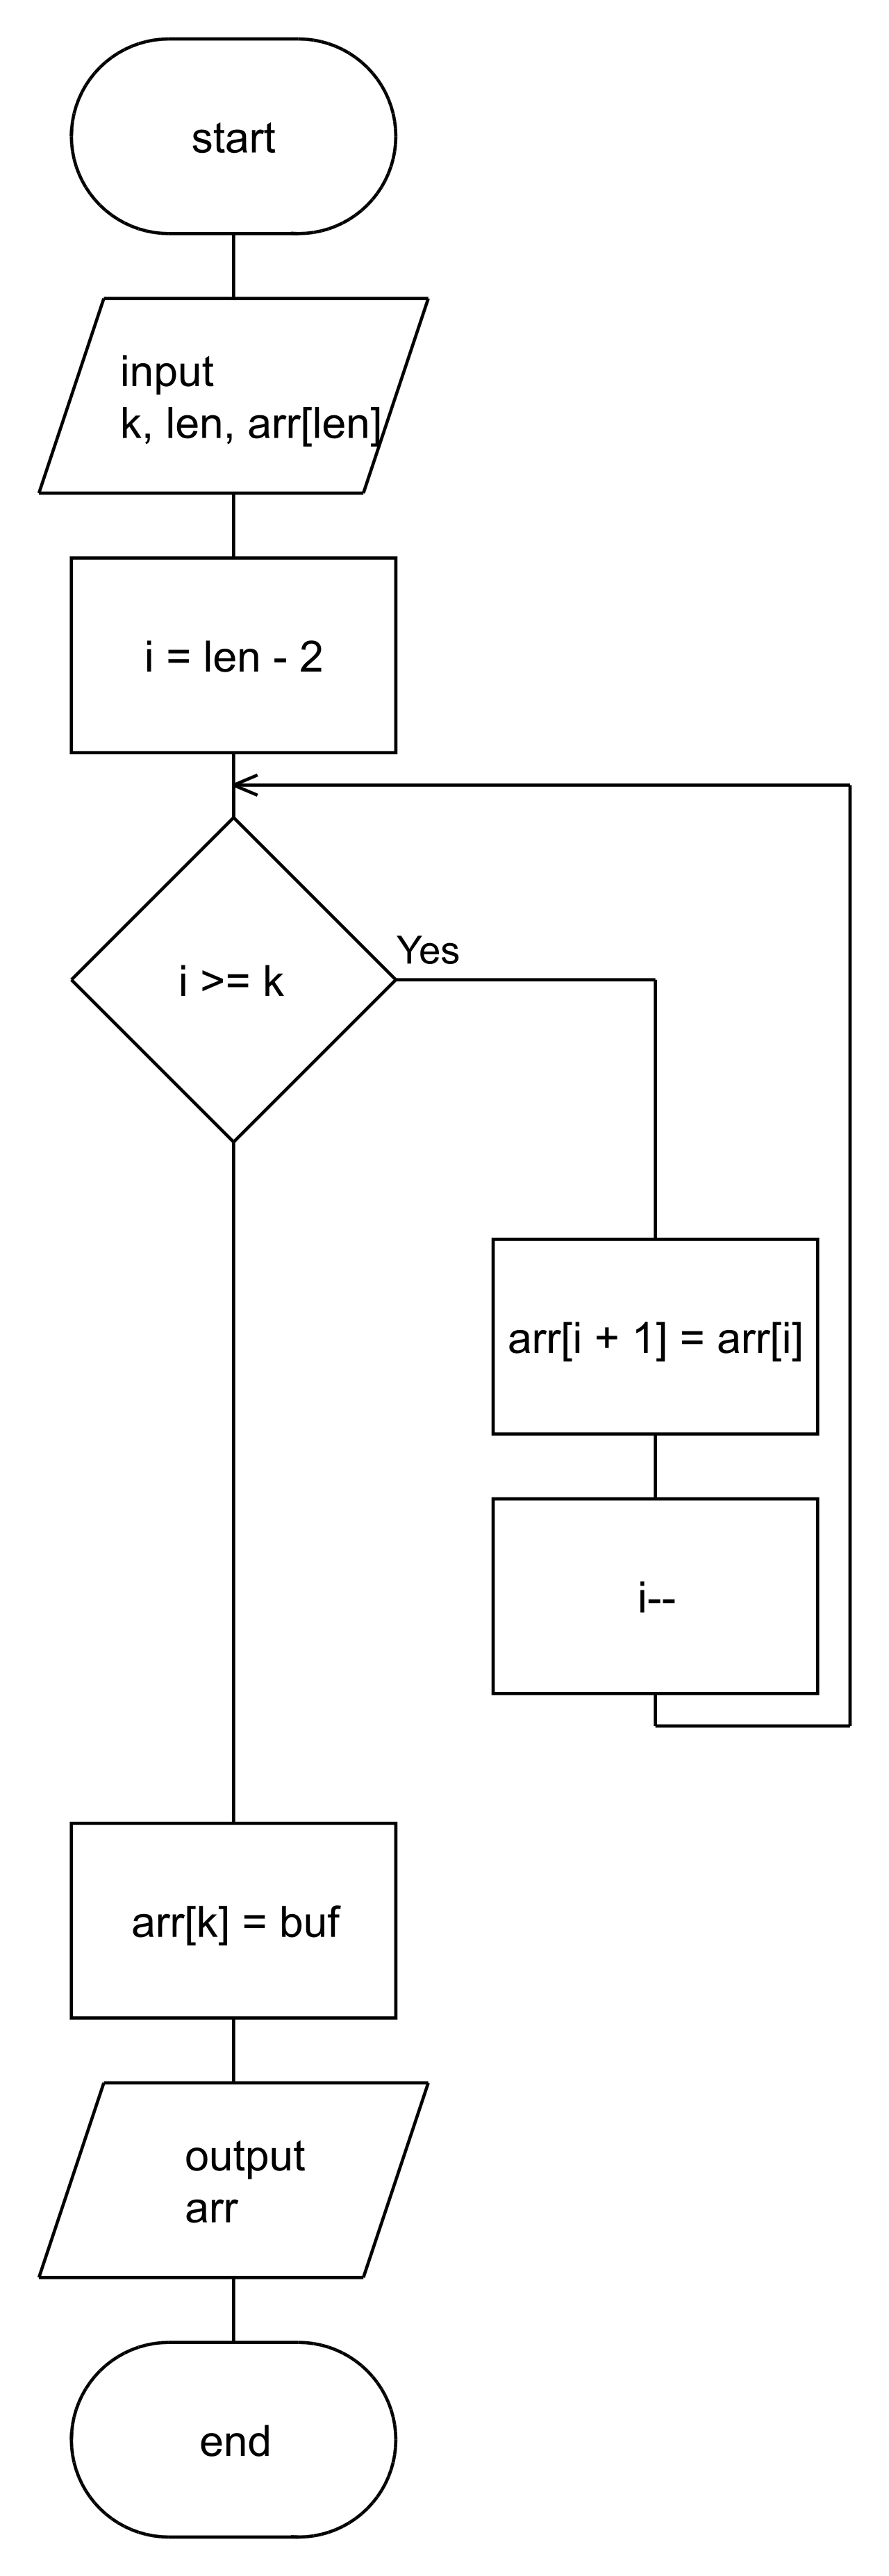 start
input
k, len, arr[len]
i = len - 2
i >= k
Yes
arr[i + 1] = arr[i]
i--
arr[k] = buf
output
arr
end